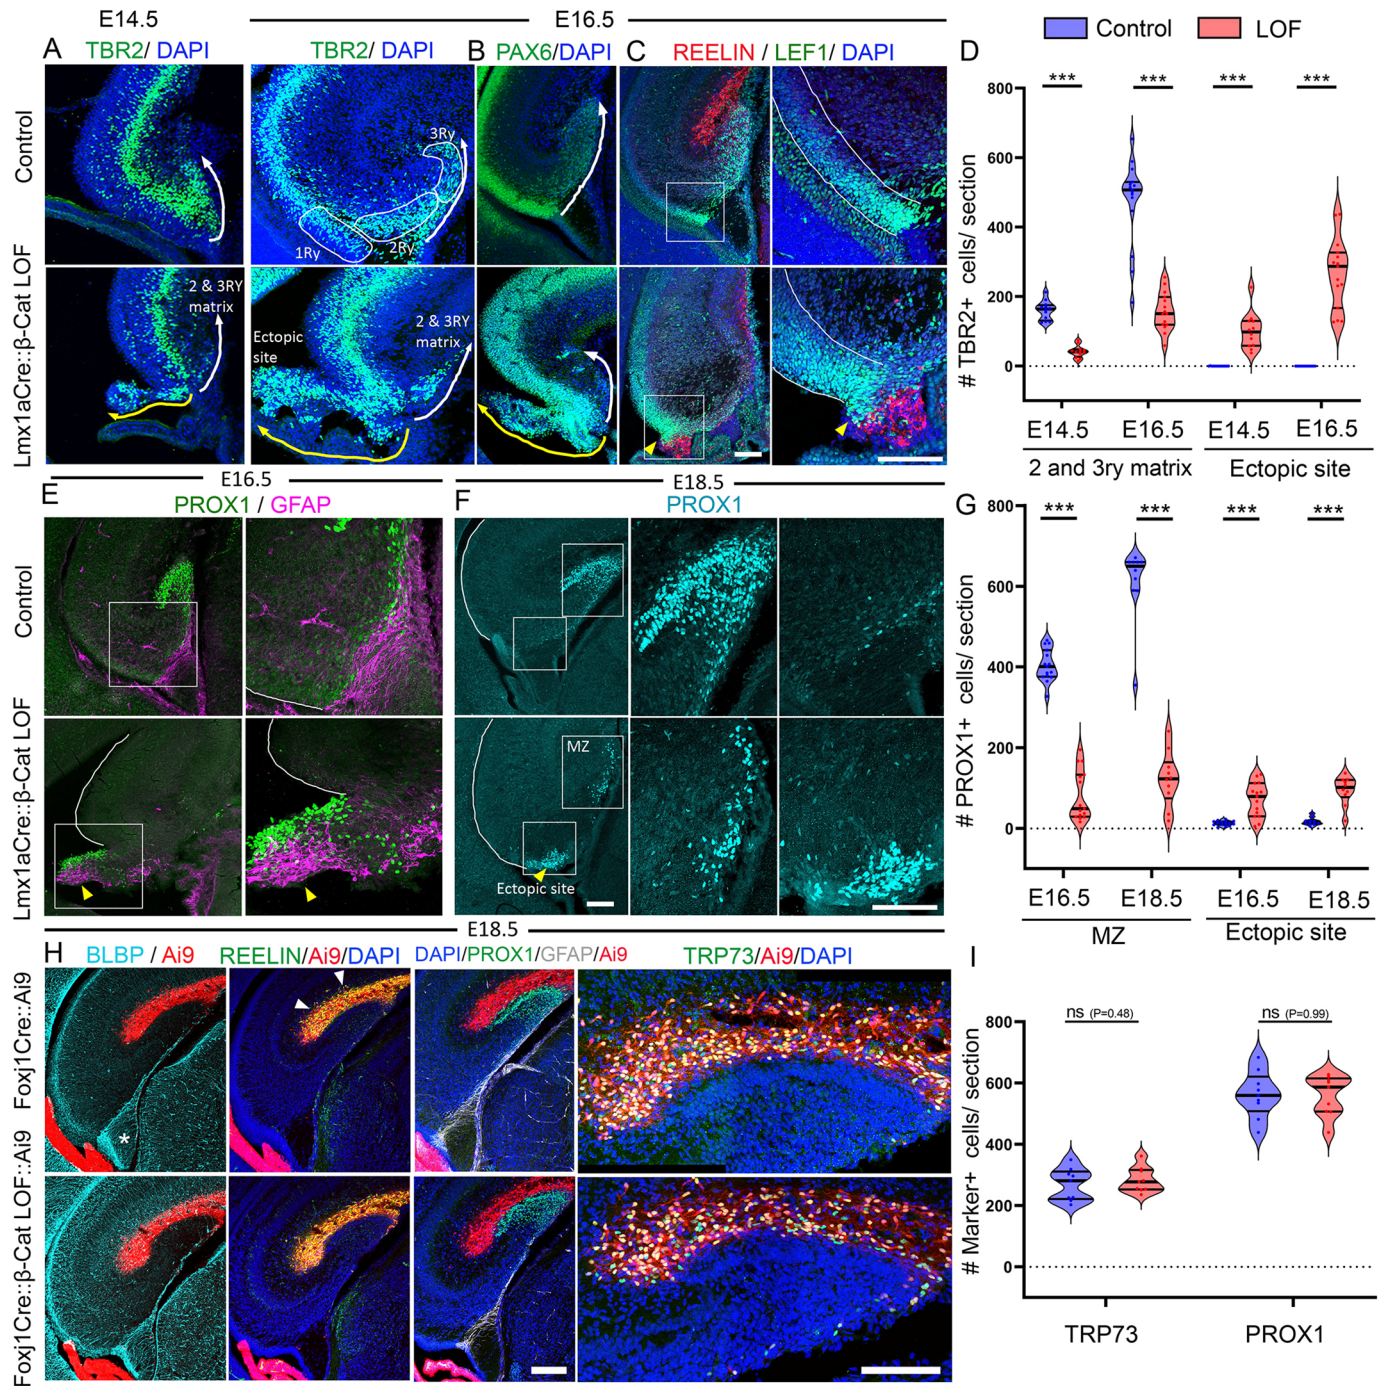 E14.5
E16.5
Control
LOF
A
TBR2/ DAPI
TBR2/ DAPI
B
PAX6/DAPI
C
REELIN / LEF1/ DAPI
D
Control
Lmx1aCre::β-Cat LOF
1Ry
2Ry
3Ry
2 & 3RY
matrix
Ectopic
site
2 & 3RY
matrix
# TBR2+ cells/ section
800
600
400
200
0
***
***
***
***
E14.5
E16.5
E14.5
E16.5
2 and 3ry matrix
Ectopic site
E16.5
E18.5
E
PROX1 / GFAP
F
PROX1
G
Control
Lmx1aCre::β-Cat LOF
MZ
Ectopic site
# PROX1+ cells/ section
800
600
400
200
0
***
***
***
***
E16.5
E18.5
E16.5
E18.5
MZ
Ectopic site
E18.5
H
BLBP / Ai9
REELIN/Ai9/DAPI
DAPI/PROX1/GFAP/Ai9
TRP73/Ai9/DAPI
I
Foxj1Cre::Ai9
Foxj1Cre::β-Cat LOF::Ai9
*
# Marker+ cells/ section
800
600
400
200
0
ns (P=0.48)
ns (P=0.99)
TRP73
PROX1